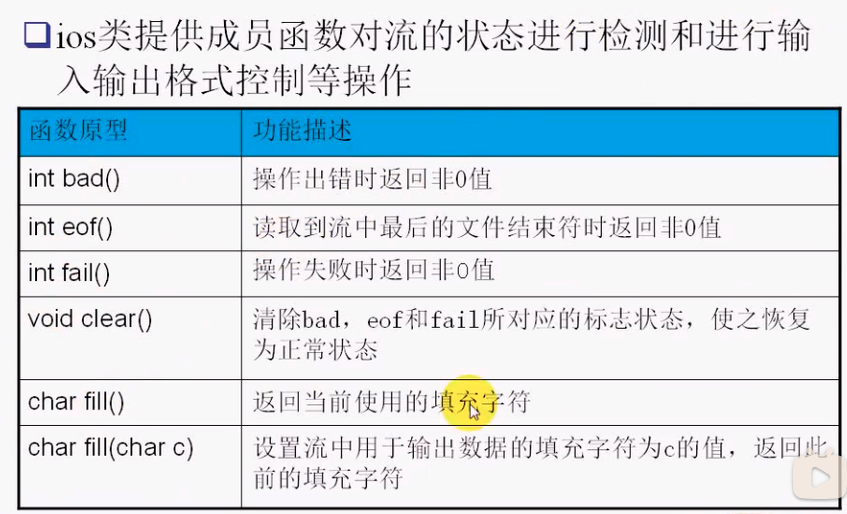 ios类提供成员函数对流的状态进行检测和进行输
入输出格式控制等操作
函数原型 功能描述
int bad() 操作出错时返回非0值
int eof() 读取到流中最后的文件结束符时返回非0值
int fail() 操作失败时返回非0值
void clear() 清除bad，eof和fail所对应的标志状态，使之恢复
为正常状态
char fill() 返回当前使用的填充字符
char fill(char c) 设置流中用于输出数据的填充字符为c的值，返回此
前的填充字符